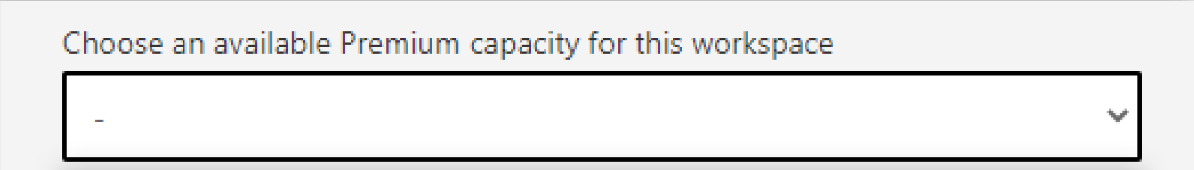 Choose an available Premium capacity for this workspace
-